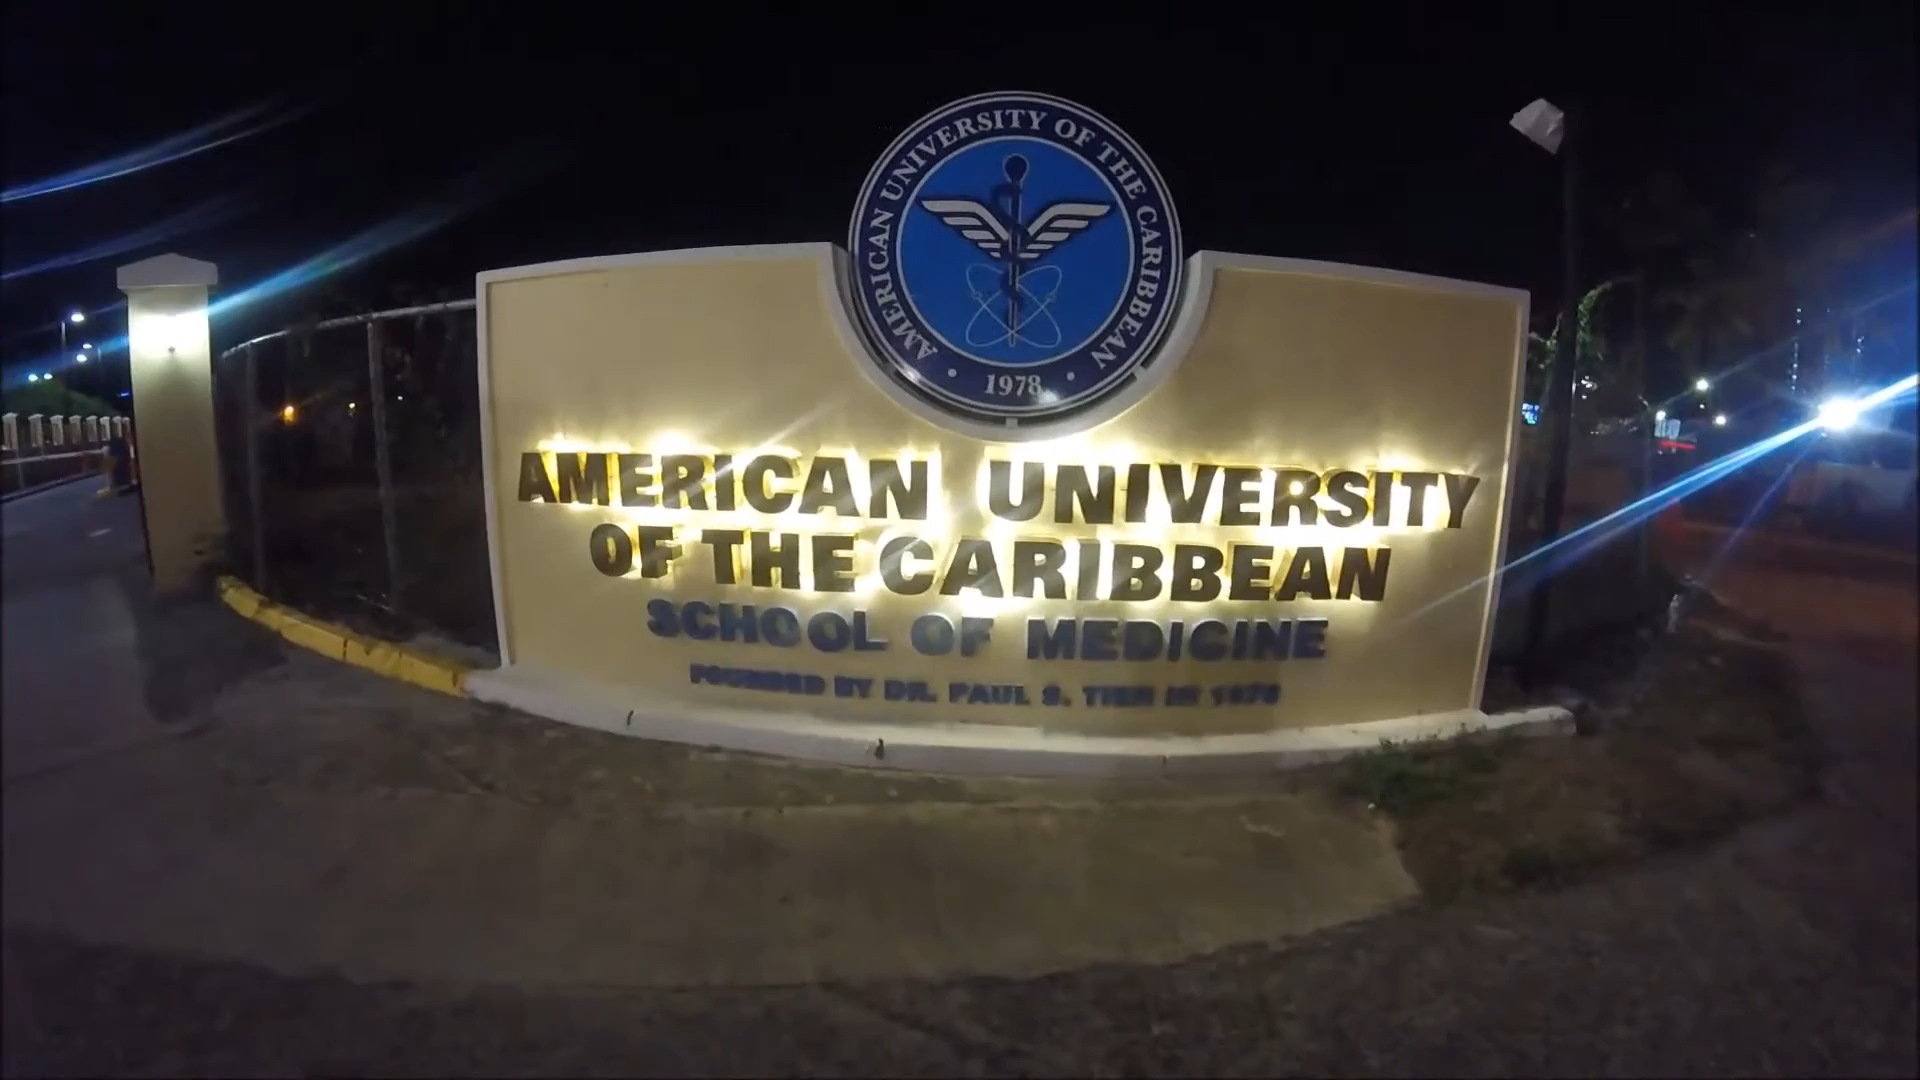 AMERICAN UNIVERSITY OF THE CARIBBEAN
· 1978 ·
AMERICAN UNIVERSITY
OF THE CARIBBEAN
SCHOOL OF MEDICINE
FOUNDED BY DR. PAUL S. TIEN IN 1978